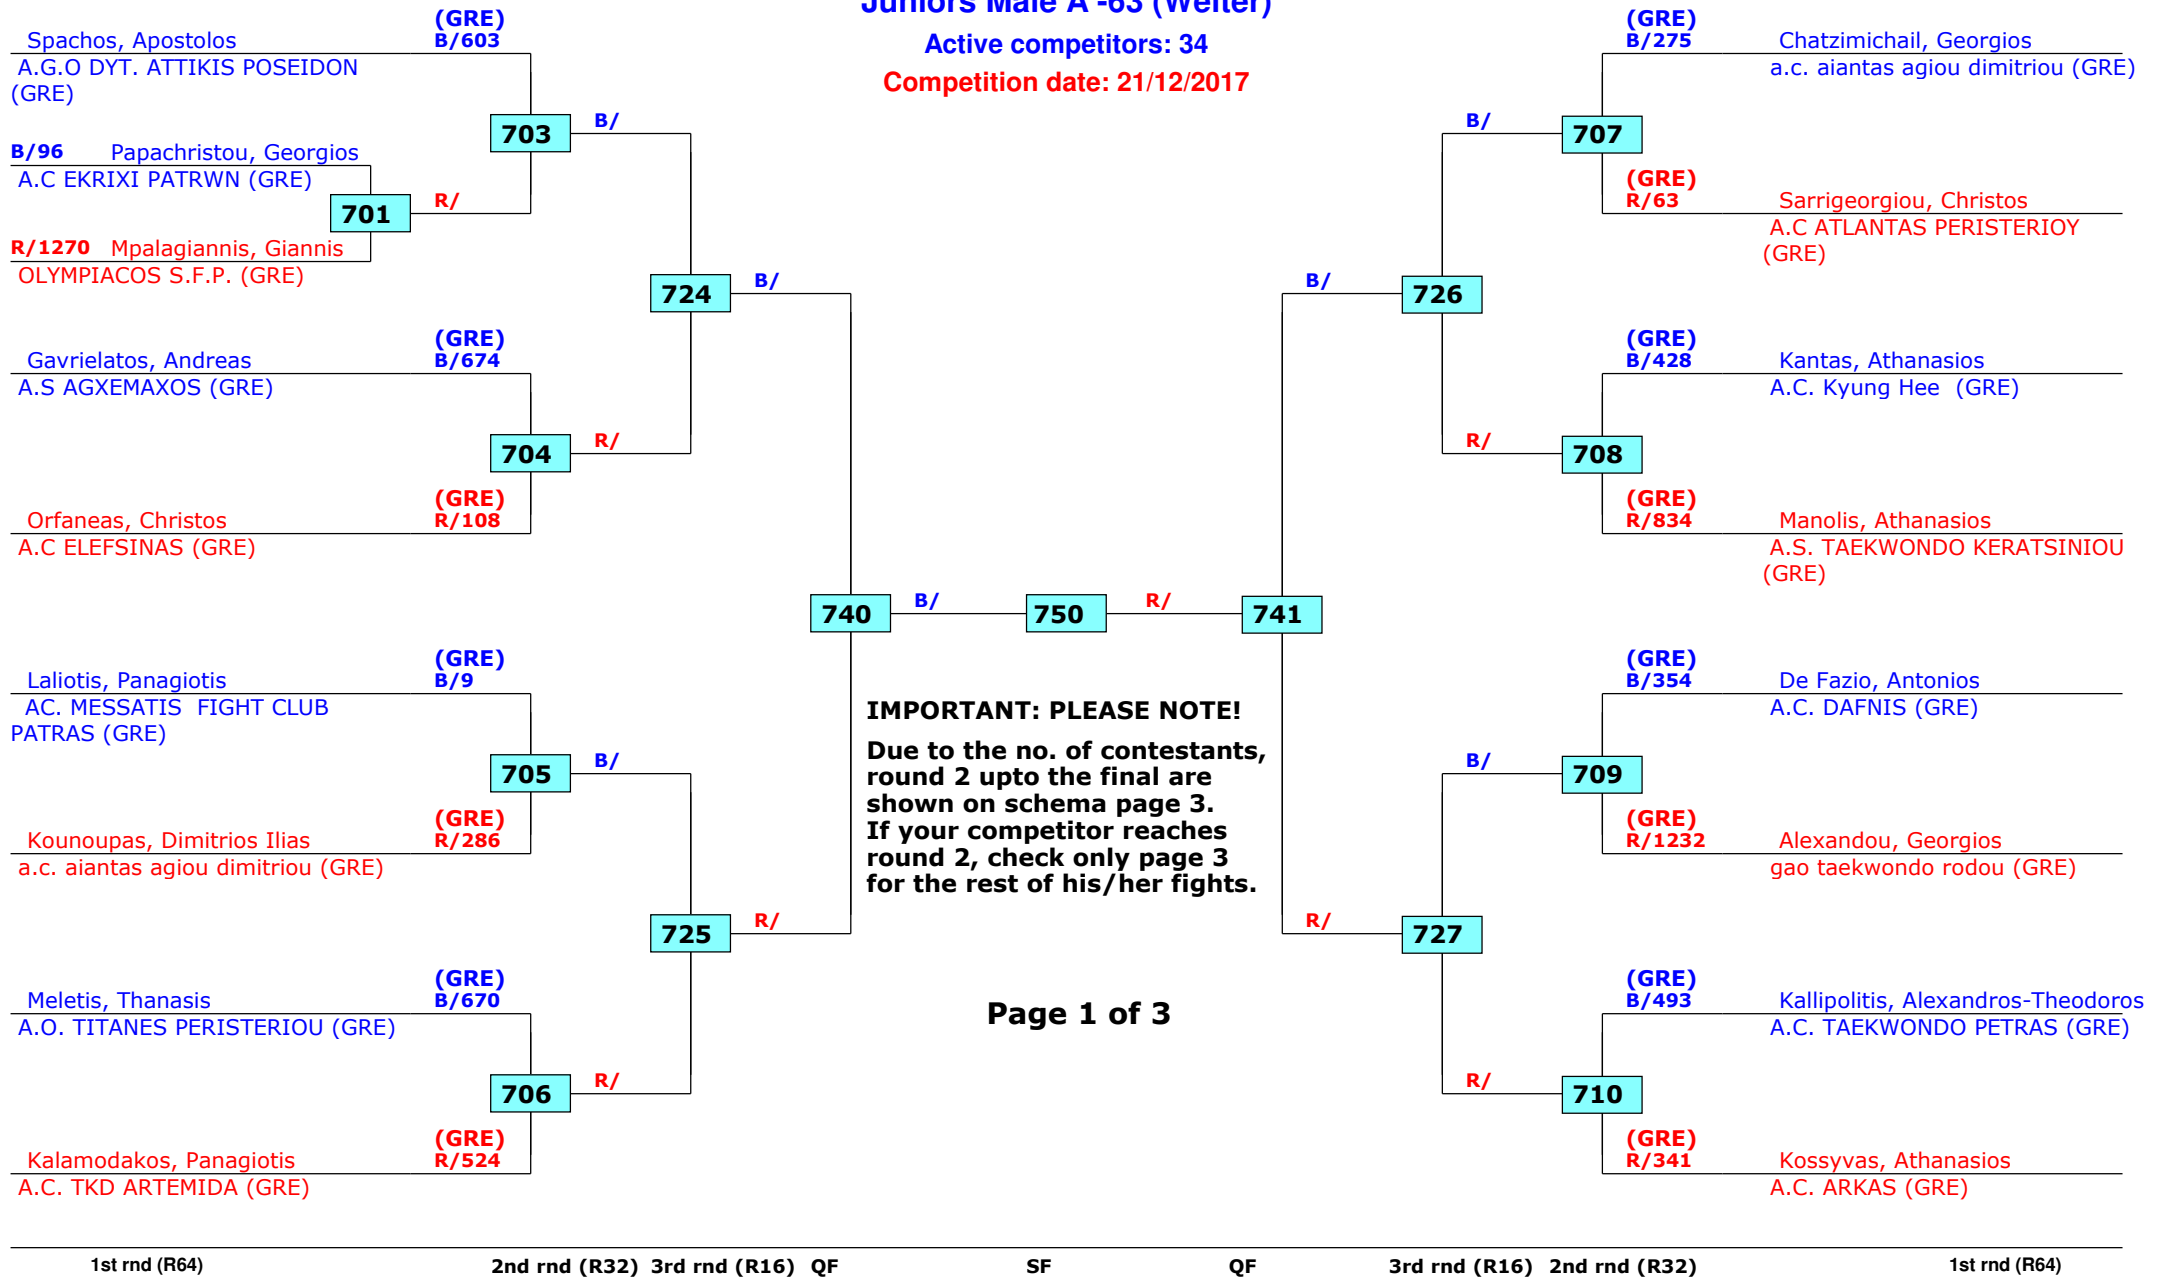 Juniors Male A -63 (Welter)
Active competitors: 34
Competition date: 21/12/2017
(GRE)
Spachos, Apostolos B/603
A.G.O DYT. ATTIKIS POSEIDON
(GRE)
703 B/
B/96 Papachristou, Georgios
A.C EKRIXI PATRWN (GRE)
701 R/
R/1270 Mpalagiannis, Giannis
OLYMPIACOS S.F.P. (GRE)
724 B/
(GRE)
Gavrielatos, Andreas B/674
A.S AGXEMAXOS (GRE)
704 R/
(GRE)
Orfaneas, Christos R/108
A.C ELEFSINAS (GRE)
740 B/ 750 R/ 741
(GRE)
Laliotis, Panagiotis B/9
AC. MESSATIS  FIGHT CLUB
PATRAS (GRE)
705 B/
(GRE)
Kounoupas, Dimitrios Ilias R/286
a.c. aiantas agiou dimitriou (GRE)
725 R/
(GRE)
Meletis, Thanasis B/670
A.O. TITANES PERISTERIOU (GRE)
706 R/
(GRE)
Kalamodakos, Panagiotis R/524
A.C. TKD ARTEMIDA (GRE)
IMPORTANT: PLEASE NOTE!
Due to the no. of contestants,
round 2 upto the final are
shown on schema page 3.
If your competitor reaches
round 2, check only page 3
for the rest of his/her fights.
Page 1 of 3
(GRE)
B/275 Chatzimichail, Georgios
a.c. aiantas agiou dimitriou (GRE)
B/ 707
(GRE)
R/63 Sarrigeorgiou, Christos
A.C ATLANTAS PERISTERIOY
(GRE)
B/ 726
(GRE)
B/428 Kantas, Athanasios
A.C. Kyung Hee  (GRE)
R/ 708
(GRE)
R/834 Manolis, Athanasios
A.S. TAEKWONDO KERATSINIOU
(GRE)
(GRE)
B/354 De Fazio, Antonios
A.C. DAFNIS (GRE)
B/ 709
(GRE)
R/1232 Alexandou, Georgios
gao taekwondo rodou (GRE)
R/ 727
(GRE)
B/493 Kallipolitis, Alexandros-Theodoros
A.C. TAEKWONDO PETRAS (GRE)
R/ 710
(GRE)
R/341 Kossyvas, Athanasios
A.C. ARKAS (GRE)
1st rnd (R64) 2nd rnd (R32) 3rd rnd (R16) QF SF QF 3rd rnd (R16) 2nd rnd (R32) 1st rnd (R64)